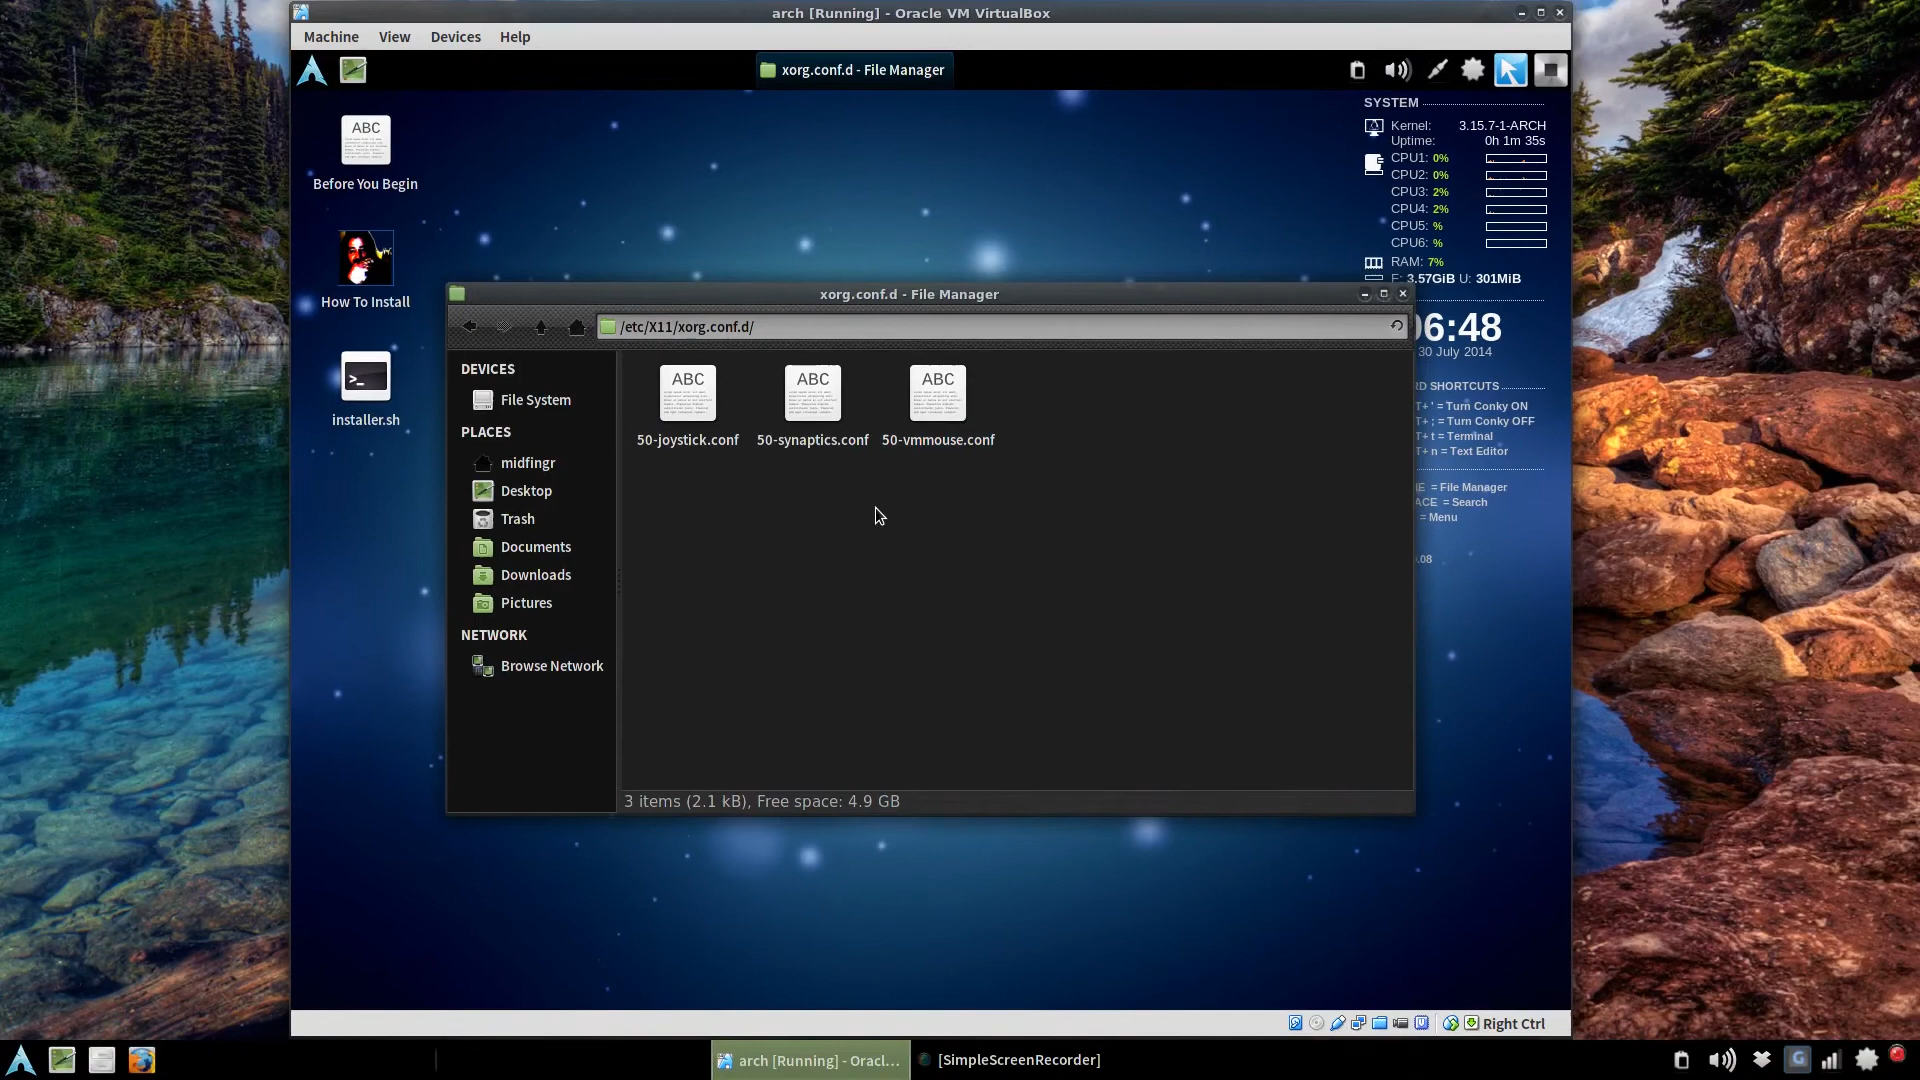 arch [Running] - Oracle VM VirtualBox
Machine View Devices Help
xorg.conf.d - File Manager
SYSTEM
Kernel: 3.15.7-1-ARCH
Uptime: 0h 1m 35s
CPU1: 0%
CPU2: 0%
CPU3: 2%
CPU4: 2%
CPU5: %
CPU6: %
RAM: 7%
F: 3.57GiB U: 301MiB
6:48
30 July 2014
RD SHORTCUTS
T+ ' = Turn Conky ON
T+ ; = Turn Conky OFF
T+ t = Terminal
T+ n = Text Editor
= File Manager
ACE = Search
= Menu
.08
ABC
Before You Begin
How To Install
>_
installer.sh
xorg.conf.d - File Manager
/etc/X11/xorg.conf.d/
DEVICES
File System
PLACES
midfingr
Desktop
Trash
Documents
Downloads
Pictures
NETWORK
Browse Network
ABC ABC ABC
50-joystick.conf 50-synaptics.conf 50-vmmouse.conf
3 items (2.1 kB), Free space: 4.9 GB
Right Ctrl
arch [Running] - Oracl...
[SimpleScreenRecorder]
G